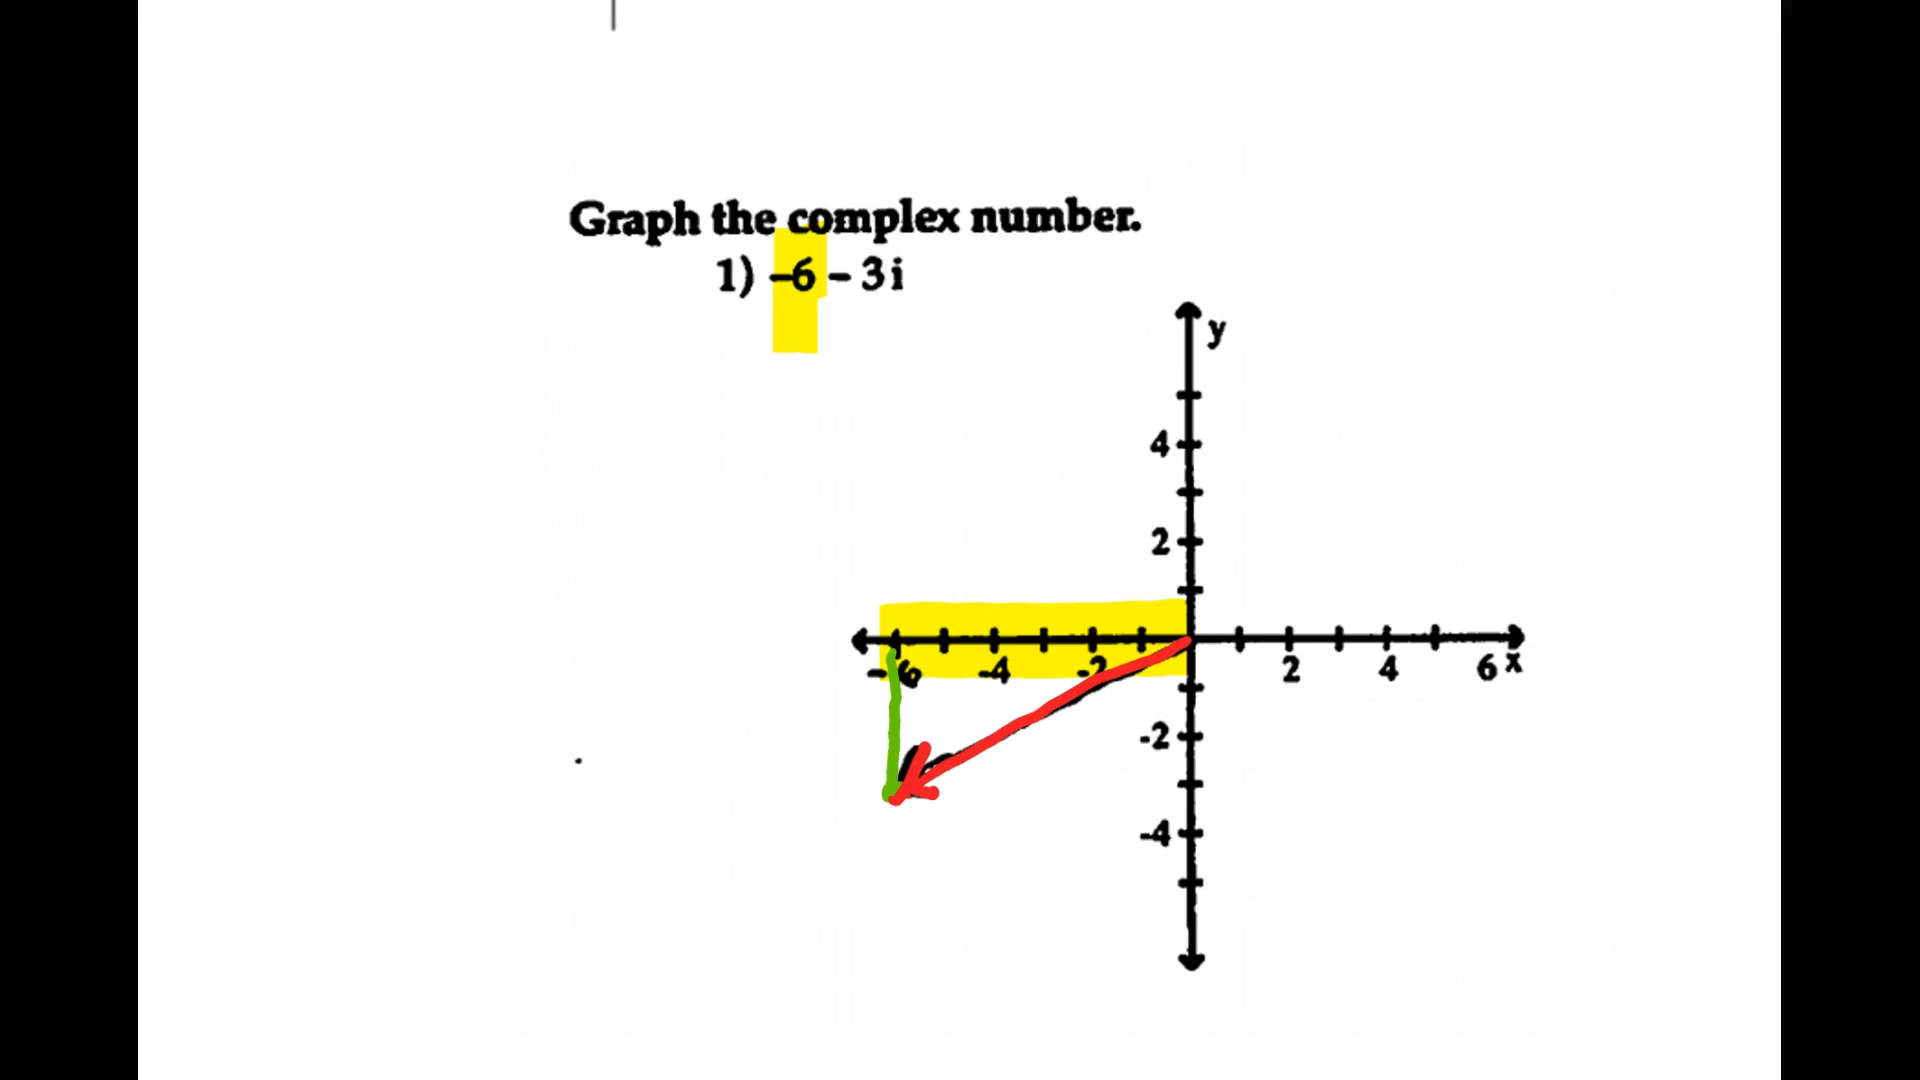 Graph the complex number.
1) –6 – 3i
y
4
2
-6 -4 -2 2 4 6 x
-2
-4